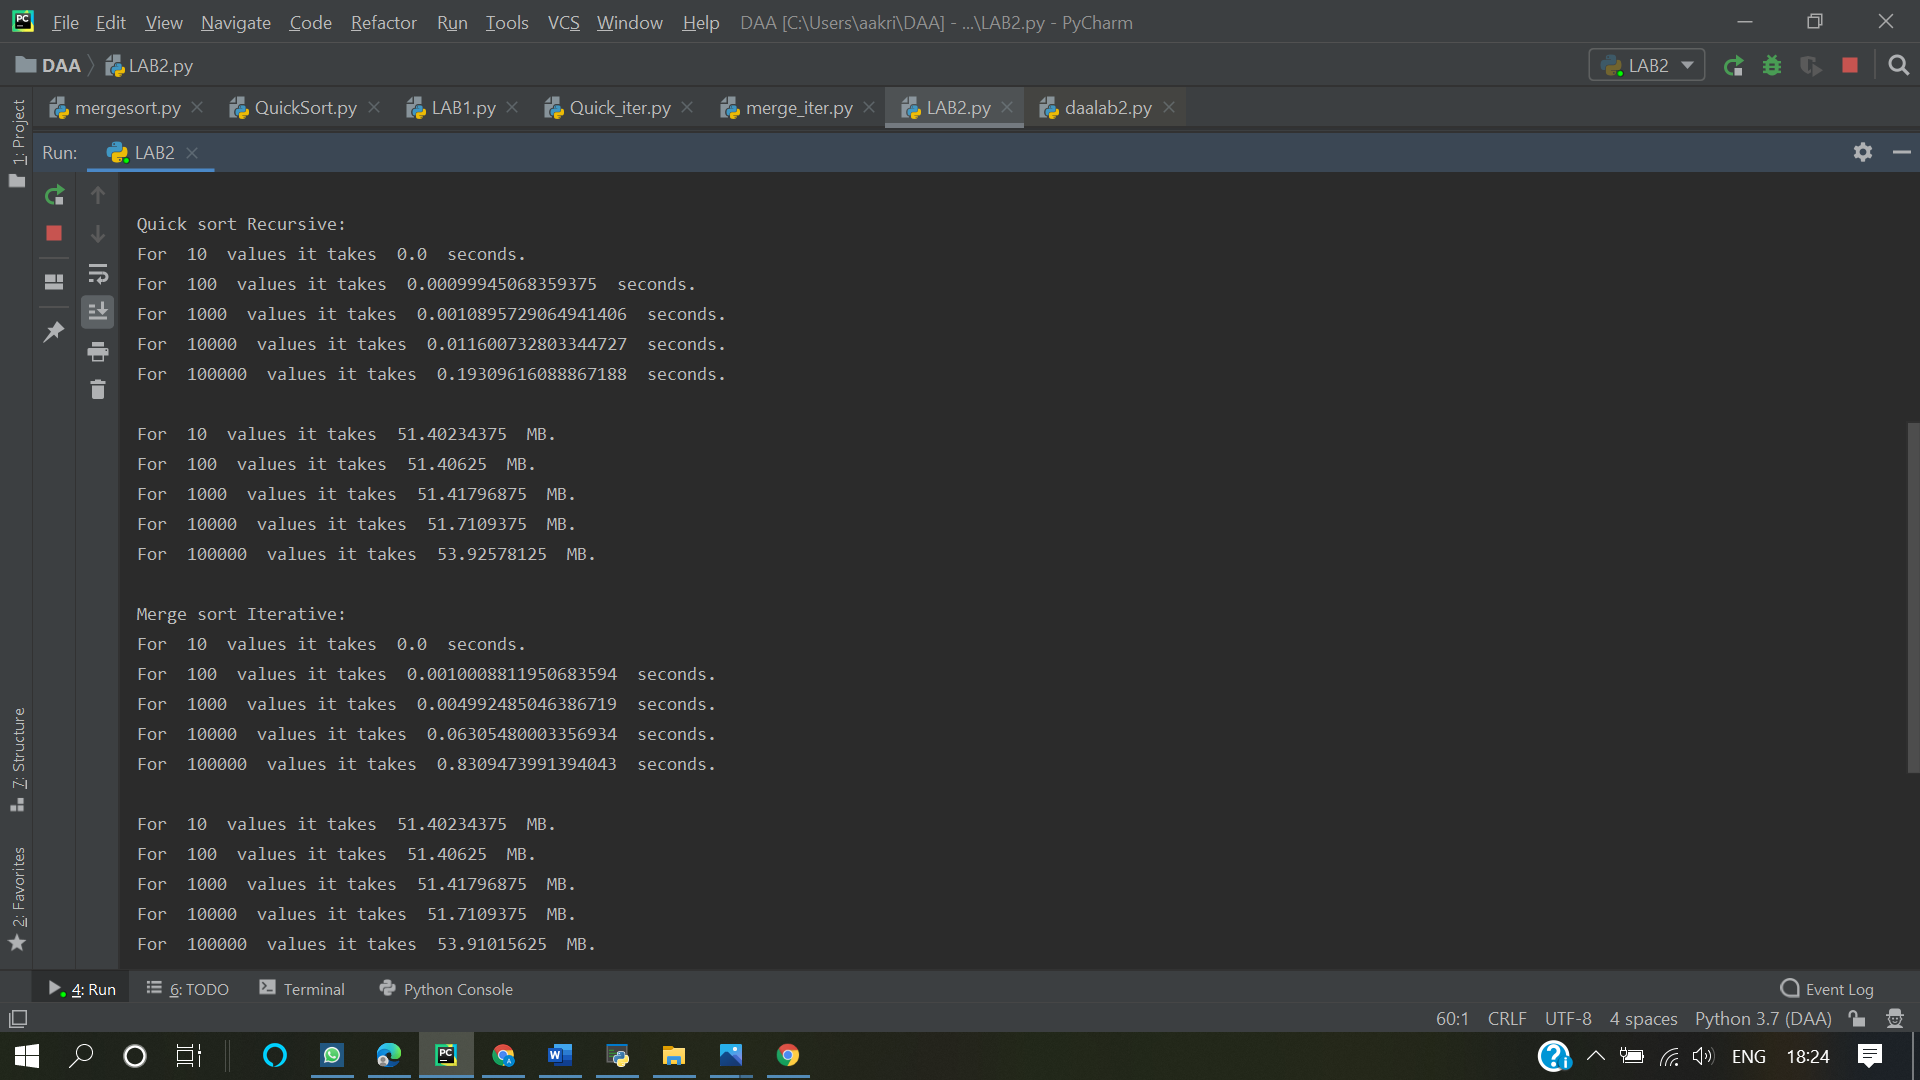 File Edit View Navigate Code Refactor Run Tools VCS Window Help DAA [C:\Users\aakri\DAA] - ...\LAB2.py - PyCharm
DAA LAB2.py LAB2
mergesort.py QuickSort.py LAB1.py Quick_iter.py merge_iter.py LAB2.py daalab2.py
1: Project
Run: LAB2
Quick sort Recursive:
For  10  values it takes  0.0  seconds.
For  100  values it takes  0.00099945068359375  seconds.
For  1000  values it takes  0.0010895729064941406  seconds.
For  10000  values it takes  0.011600732803344727  seconds.
For  100000  values it takes  0.19309616088867188  seconds.
For  10  values it takes  51.40234375  MB.
For  100  values it takes  51.40625  MB.
For  1000  values it takes  51.41796875  MB.
For  10000  values it takes  51.7109375  MB.
For  100000  values it takes  53.92578125  MB.
Merge sort Iterative:
For  10  values it takes  0.0  seconds.
For  100  values it takes  0.0010008811950683594  seconds.
For  1000  values it takes  0.004992485046386719  seconds.
For  10000  values it takes  0.06305480003356934  seconds.
For  100000  values it takes  0.8309473991394043  seconds.
For  10  values it takes  51.40234375  MB.
For  100  values it takes  51.40625  MB.
For  1000  values it takes  51.41796875  MB.
For  10000  values it takes  51.7109375  MB.
For  100000  values it takes  53.91015625  MB.
7: Structure
2: Favorites
4: Run 6: TODO Terminal Python Console Event Log
60:1 CRLF UTF-8 4 spaces Python 3.7 (DAA)
ENG 18:24